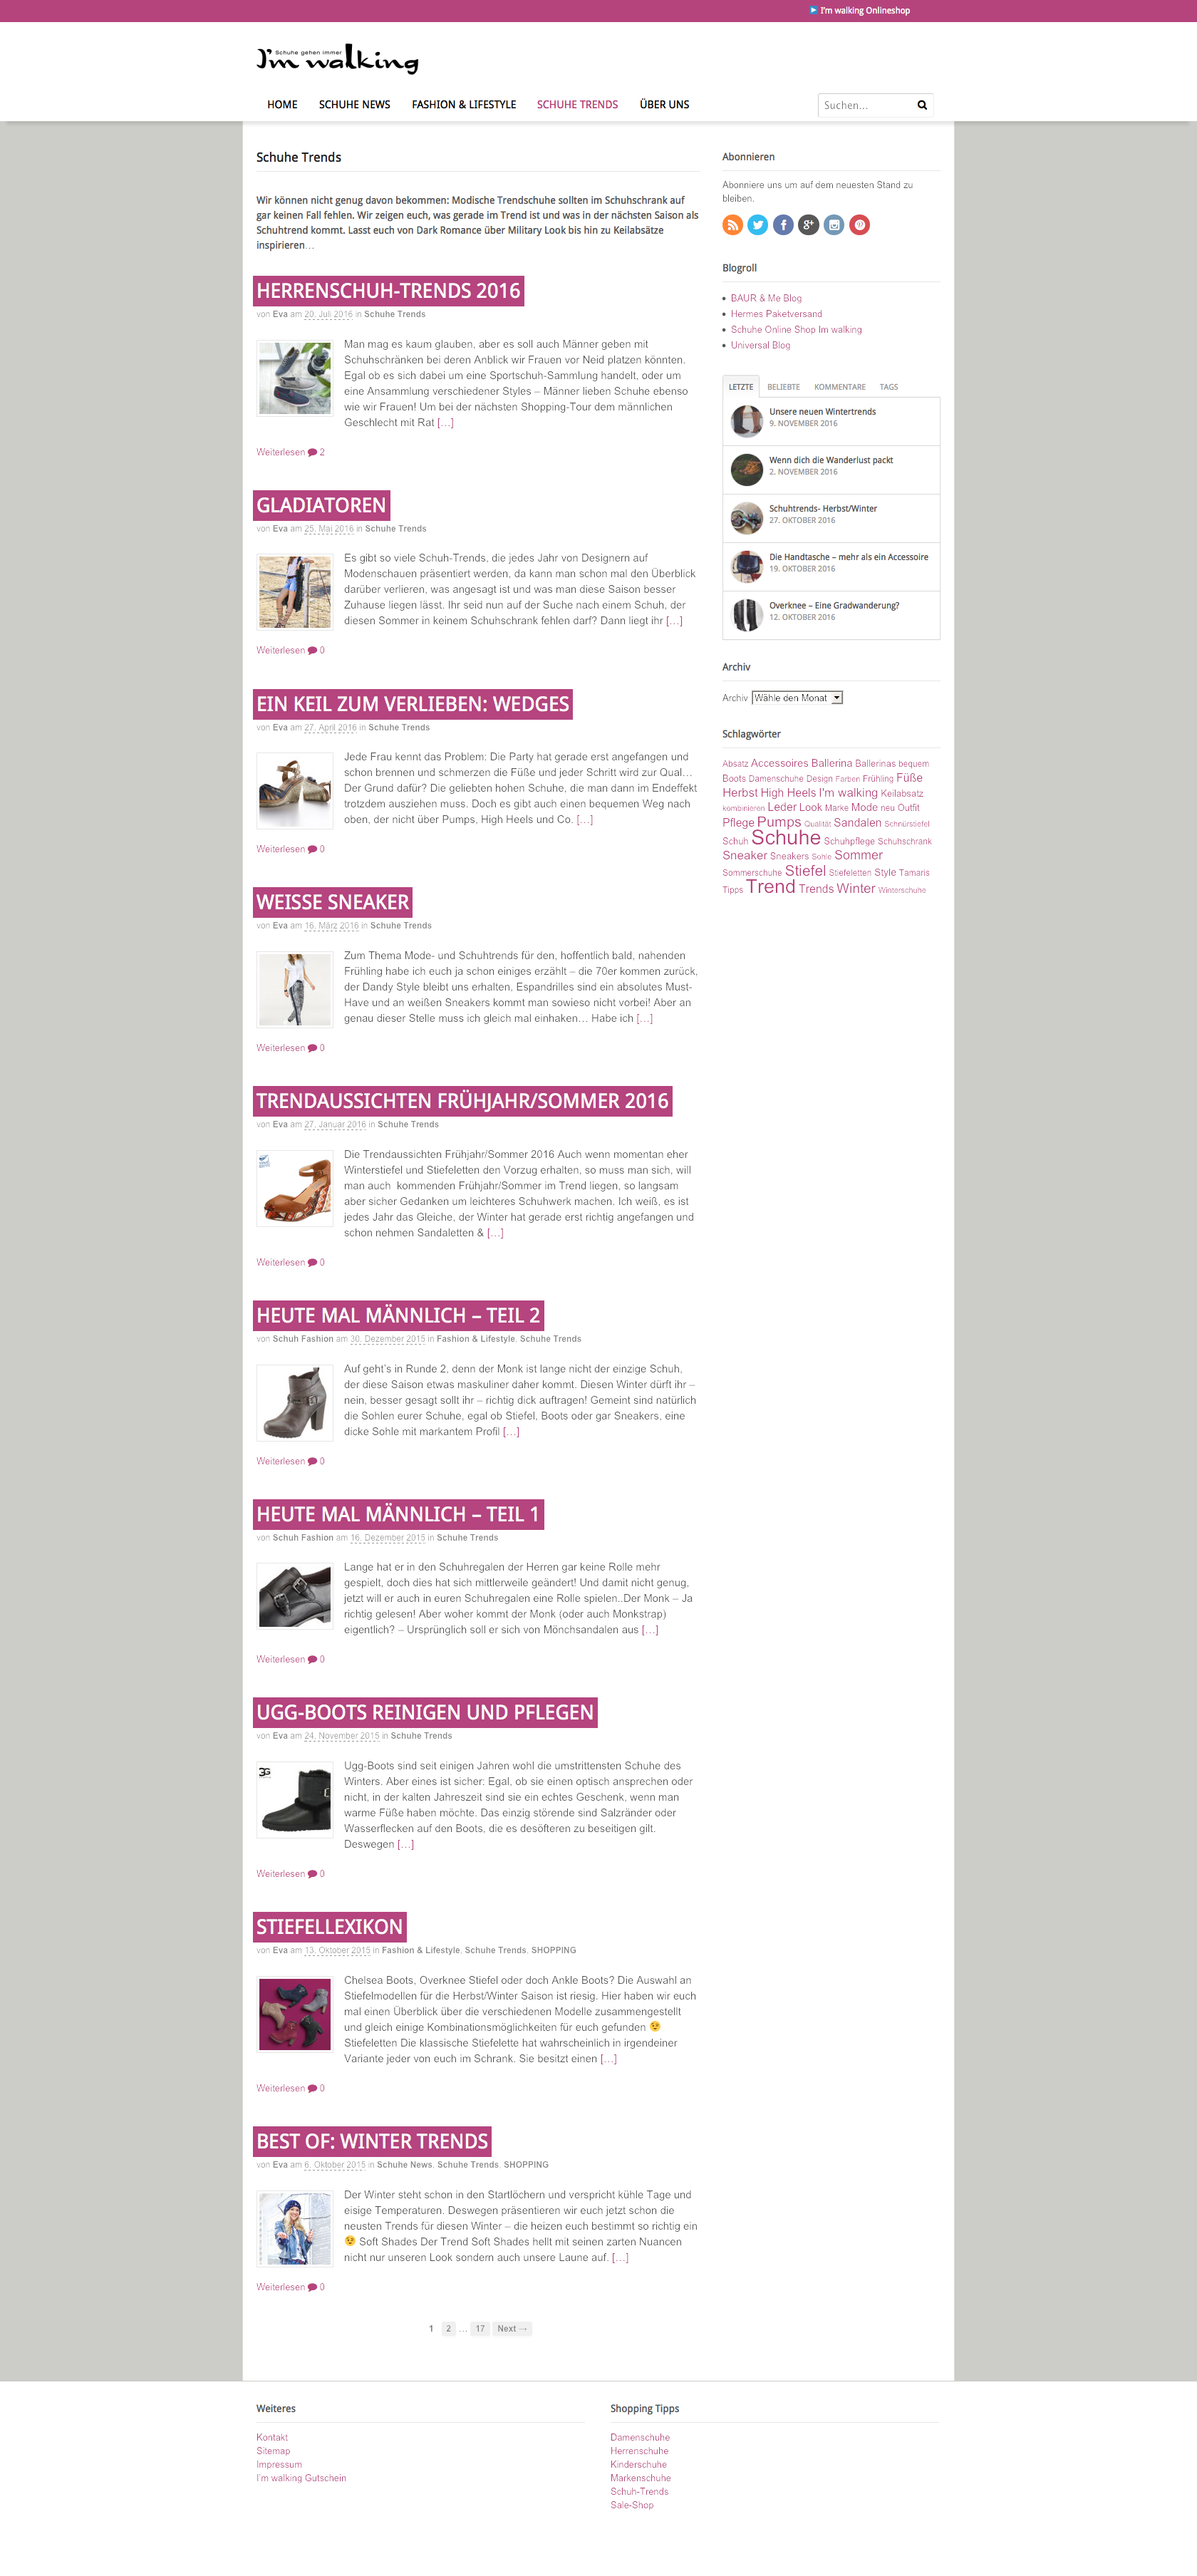 I'm walking Onlineshop
Schuhe gehen immer
I'm walking
HOME SCHUHE NEWS FASHION & LIFESTYLE SCHUHE TRENDS ÜBER UNS Suchen...
Schuhe Trends
Wir können nicht genug davon bekommen: Modische Trendschuhe sollten im Schuhschrank auf
gar keinen Fall fehlen. Wir zeigen euch, was gerade im Trend ist und was in der nächsten Saison als
Schuhtrend kommt. Lasst euch von Dark Romance über Military Look bis hin zu Keilabsätze
inspirieren…
HERRENSCHUH-TRENDS 2016
von Eva am 20. Juli 2016 in Schuhe Trends
Man mag es kaum glauben, aber es soll auch Männer geben mit
Schuhschränken bei deren Anblick wir Frauen vor Neid platzen könnten.
Egal ob es sich dabei um eine Sportschuh-Sammlung handelt, oder um
eine Ansammlung verschiedener Styles – Männer lieben Schuhe ebenso
wie wir Frauen! Um bei der nächsten Shopping-Tour dem männlichen
Geschlecht mit Rat […]
Weiterlesen 2
GLADIATOREN
von Eva am 25. Mai 2016 in Schuhe Trends
Es gibt so viele Schuh-Trends, die jedes Jahr von Designern auf
Modenschauen präsentiert werden, da kann man schon mal den Überblick
darüber verlieren, was angesagt ist und was man diese Saison besser
Zuhause liegen lässt. Ihr seid nun auf der Suche nach einem Schuh, der
diesen Sommer in keinem Schuhschrank fehlen darf? Dann liegt ihr […]
Weiterlesen 0
EIN KEIL ZUM VERLIEBEN: WEDGES
von Eva am 27. April 2016 in Schuhe Trends
Jede Frau kennt das Problem: Die Party hat gerade erst angefangen und
schon brennen und schmerzen die Füße und jeder Schritt wird zur Qual…
Der Grund dafür? Die geliebten hohen Schuhe, die man dann im Endeffekt
trotzdem ausziehen muss. Doch es gibt auch einen bequemen Weg nach
oben, der nicht über Pumps, High Heels und Co. […]
Weiterlesen 0
WEISSE SNEAKER
von Eva am 16. März 2016 in Schuhe Trends
Zum Thema Mode- und Schuhtrends für den, hoffentlich bald, nahenden
Frühling habe ich euch ja schon einiges erzählt – die 70er kommen zurück,
der Dandy Style bleibt uns erhalten, Espandrilles sind ein absolutes Must-
Have und an weißen Sneakers kommt man sowieso nicht vorbei! Aber an
genau dieser Stelle muss ich gleich mal einhaken… Habe ich […]
Weiterlesen 0
TRENDAUSSICHTEN FRÜHJAHR/SOMMER 2016
von Eva am 27. Januar 2016 in Schuhe Trends
Die Trendaussichten Frühjahr/Sommer 2016 Auch wenn momentan eher
Winterstiefel und Stiefeletten den Vorzug erhalten, so muss man sich, will
man auch kommenden Frühjahr/Sommer im Trend liegen, so langsam
aber sicher Gedanken um leichteres Schuhwerk machen. Ich weiß, es ist
jedes Jahr das Gleiche, der Winter hat gerade erst richtig angefangen und
schon nehmen Sandaletten & […]
Weiterlesen 0
HEUTE MAL MÄNNLICH – TEIL 2
von Schuh Fashion am 30. Dezember 2015 in Fashion & Lifestyle, Schuhe Trends
Auf geht's in Runde 2, denn der Monk ist lange nicht der einzige Schuh,
der diese Saison etwas maskuliner daher kommt. Diesen Winter dürft ihr –
nein, besser gesagt sollt ihr – richtig dick auftragen! Gemeint sind natürlich
die Sohlen eurer Schuhe, egal ob Stiefel, Boots oder gar Sneakers, eine
dicke Sohle mit markantem Profil […]
Weiterlesen 0
HEUTE MAL MÄNNLICH – TEIL 1
von Schuh Fashion am 16. Dezember 2015 in Schuhe Trends
Lange hat er in den Schuhregalen der Herren gar keine Rolle mehr
gespielt, doch dies hat sich mittlerweile geändert! Und damit nicht genug,
jetzt will er auch in euren Schuhregalen eine Rolle spielen..Der Monk – Ja
richtig gelesen! Aber woher kommt der Monk (oder auch Monkstrap)
eigentlich? – Ursprünglich soll er sich von Mönchsandalen aus […]
Weiterlesen 0
UGG-BOOTS REINIGEN UND PFLEGEN
von Eva am 24. November 2015 in Schuhe Trends
Ugg-Boots sind seit einigen Jahren wohl die umstrittensten Schuhe des
Winters. Aber eines ist sicher: Egal, ob sie einen optisch ansprechen oder
nicht, in der kalten Jahreszeit sind sie ein echtes Geschenk, wenn man
warme Füße haben möchte. Das einzig störende sind Salzränder oder
Wasserflecken auf den Boots, die es desöfteren zu beseitigen gilt.
Deswegen […]
Weiterlesen 0
STIEFELLEXIKON
von Eva am 13. Oktober 2015 in Fashion & Lifestyle, Schuhe Trends, SHOPPING
Chelsea Boots, Overknee Stiefel oder doch Ankle Boots? Die Auswahl an
Stiefelmodellen für die Herbst/Winter Saison ist riesig. Hier haben wir euch
mal einen Überblick über die verschiedenen Modelle zusammengestellt
und gleich einige Kombinationsmöglichkeiten für euch gefunden
Stiefeletten Die klassische Stiefelette hat wahrscheinlich in irgendeiner
Variante jeder von euch im Schrank. Sie besitzt einen […]
Weiterlesen 0
BEST OF: WINTER TRENDS
von Eva am 6. Oktober 2015 in Schuhe News, Schuhe Trends, SHOPPING
Der Winter steht schon in den Startlöchern und verspricht kühle Tage und
eisige Temperaturen. Deswegen präsentieren wir euch jetzt schon die
neusten Trends für diesen Winter – die heizen euch bestimmt so richtig ein
Soft Shades Der Trend Soft Shades hellt mit seinen zarten Nuancen
nicht nur unseren Look sondern auch unsere Laune auf. […]
Weiterlesen 0
1 2 … 17 Next →
Abonnieren
Abonniere uns um auf dem neuesten Stand zu
bleiben.
Blogroll
BAUR & Me Blog
Hermes Paketversand
Schuhe Online Shop Im walking
Universal Blog
LETZTE BELIEBTE KOMMENTARE TAGS
Unsere neuen Wintertrends
9. NOVEMBER 2016
Wenn dich die Wanderlust packt
2. NOVEMBER 2016
Schuhtrends- Herbst/Winter
27. OKTOBER 2016
Die Handtasche – mehr als ein Accessoire
19. OKTOBER 2016
Overknee – Eine Gradwanderung?
12. OKTOBER 2016
Archiv
Archiv Wähle den Monat
Schlagwörter
Absatz Accessoires Ballerina Ballerinas bequem
Boots Damenschuhe Design Farben Frühling Füße
Herbst High Heels I'm walking Keilabsatz
kombinieren Leder Look Marke Mode neu Outfit
Pflege Pumps Qualität Sandalen Schnürstiefel
Schuh Schuhe Schuhpflege Schuhschrank
Sneaker Sneakers Sohle Sommer
Sommerschuhe Stiefel Stiefeletten Style Tamaris
Tipps Trend Trends Winter Winterschuhe
Weiteres
Kontakt
Sitemap
Impressum
I'm walking Gutschein
Shopping Tipps
Damenschuhe
Herrenschuhe
Kinderschuhe
Markenschuhe
Schuh-Trends
Sale-Shop